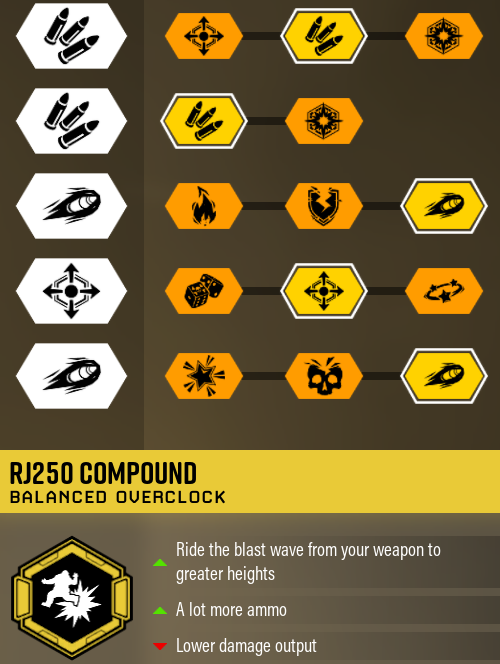 RJ250 COMPOUND
BALANCED OVERCLOCK
Ride the blast wave from your weapon to
greater heights
A lot more ammo
Lower damage output